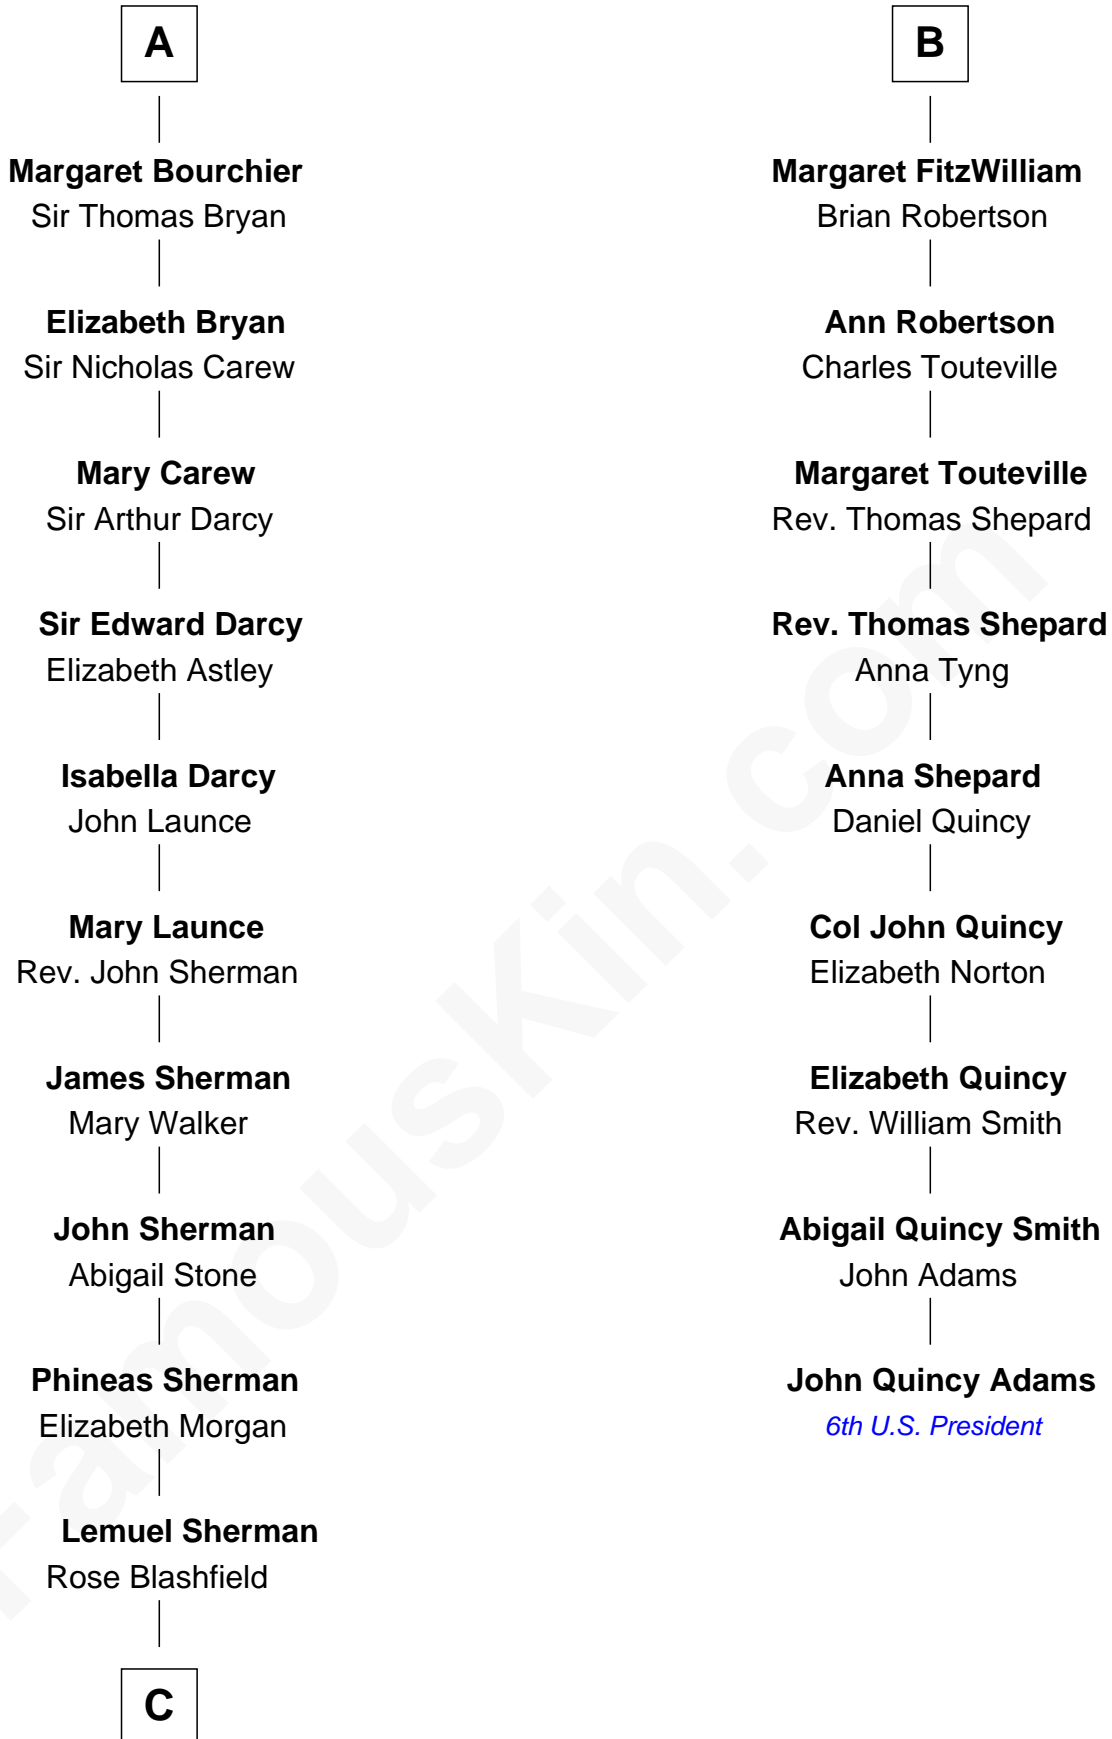 A
Margaret Bourchier
Sir Thomas Bryan
Elizabeth Bryan
Sir Nicholas Carew
Mary Carew
Sir Arthur Darcy
Sir Edward Darcy
Elizabeth Astley
Isabella Darcy
John Launce
Mary Launce
Rev. John Sherman
James Sherman
Mary Walker
John Sherman
Abigail Stone
Phineas Sherman
Elizabeth Morgan
Lemuel Sherman
Rose Blashfield
C
B
Margaret FitzWilliam
Brian Robertson
Ann Robertson
Charles Touteville
Margaret Touteville
Rev. Thomas Shepard
Rev. Thomas Shepard
Anna Tyng
Anna Shepard
Daniel Quincy
Col John Quincy
Elizabeth Norton
Elizabeth Quincy
Rev. William Smith
Abigail Quincy Smith
John Adams
John Quincy Adams
6th U.S. President
FamousKin.com